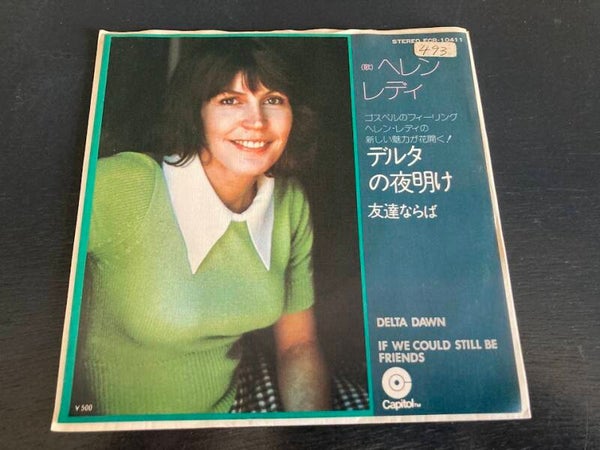 STEREO ECR-10411
493
(歌)ヘレン
レディ
ゴスペルのフィーリング
ヘレン・レディの
新しい魅力が花開く!
デルタ
の夜明け
友達ならば
DELTA DAWN
IF WE COULD STILL BE
FRIENDS
Capitol™
¥500